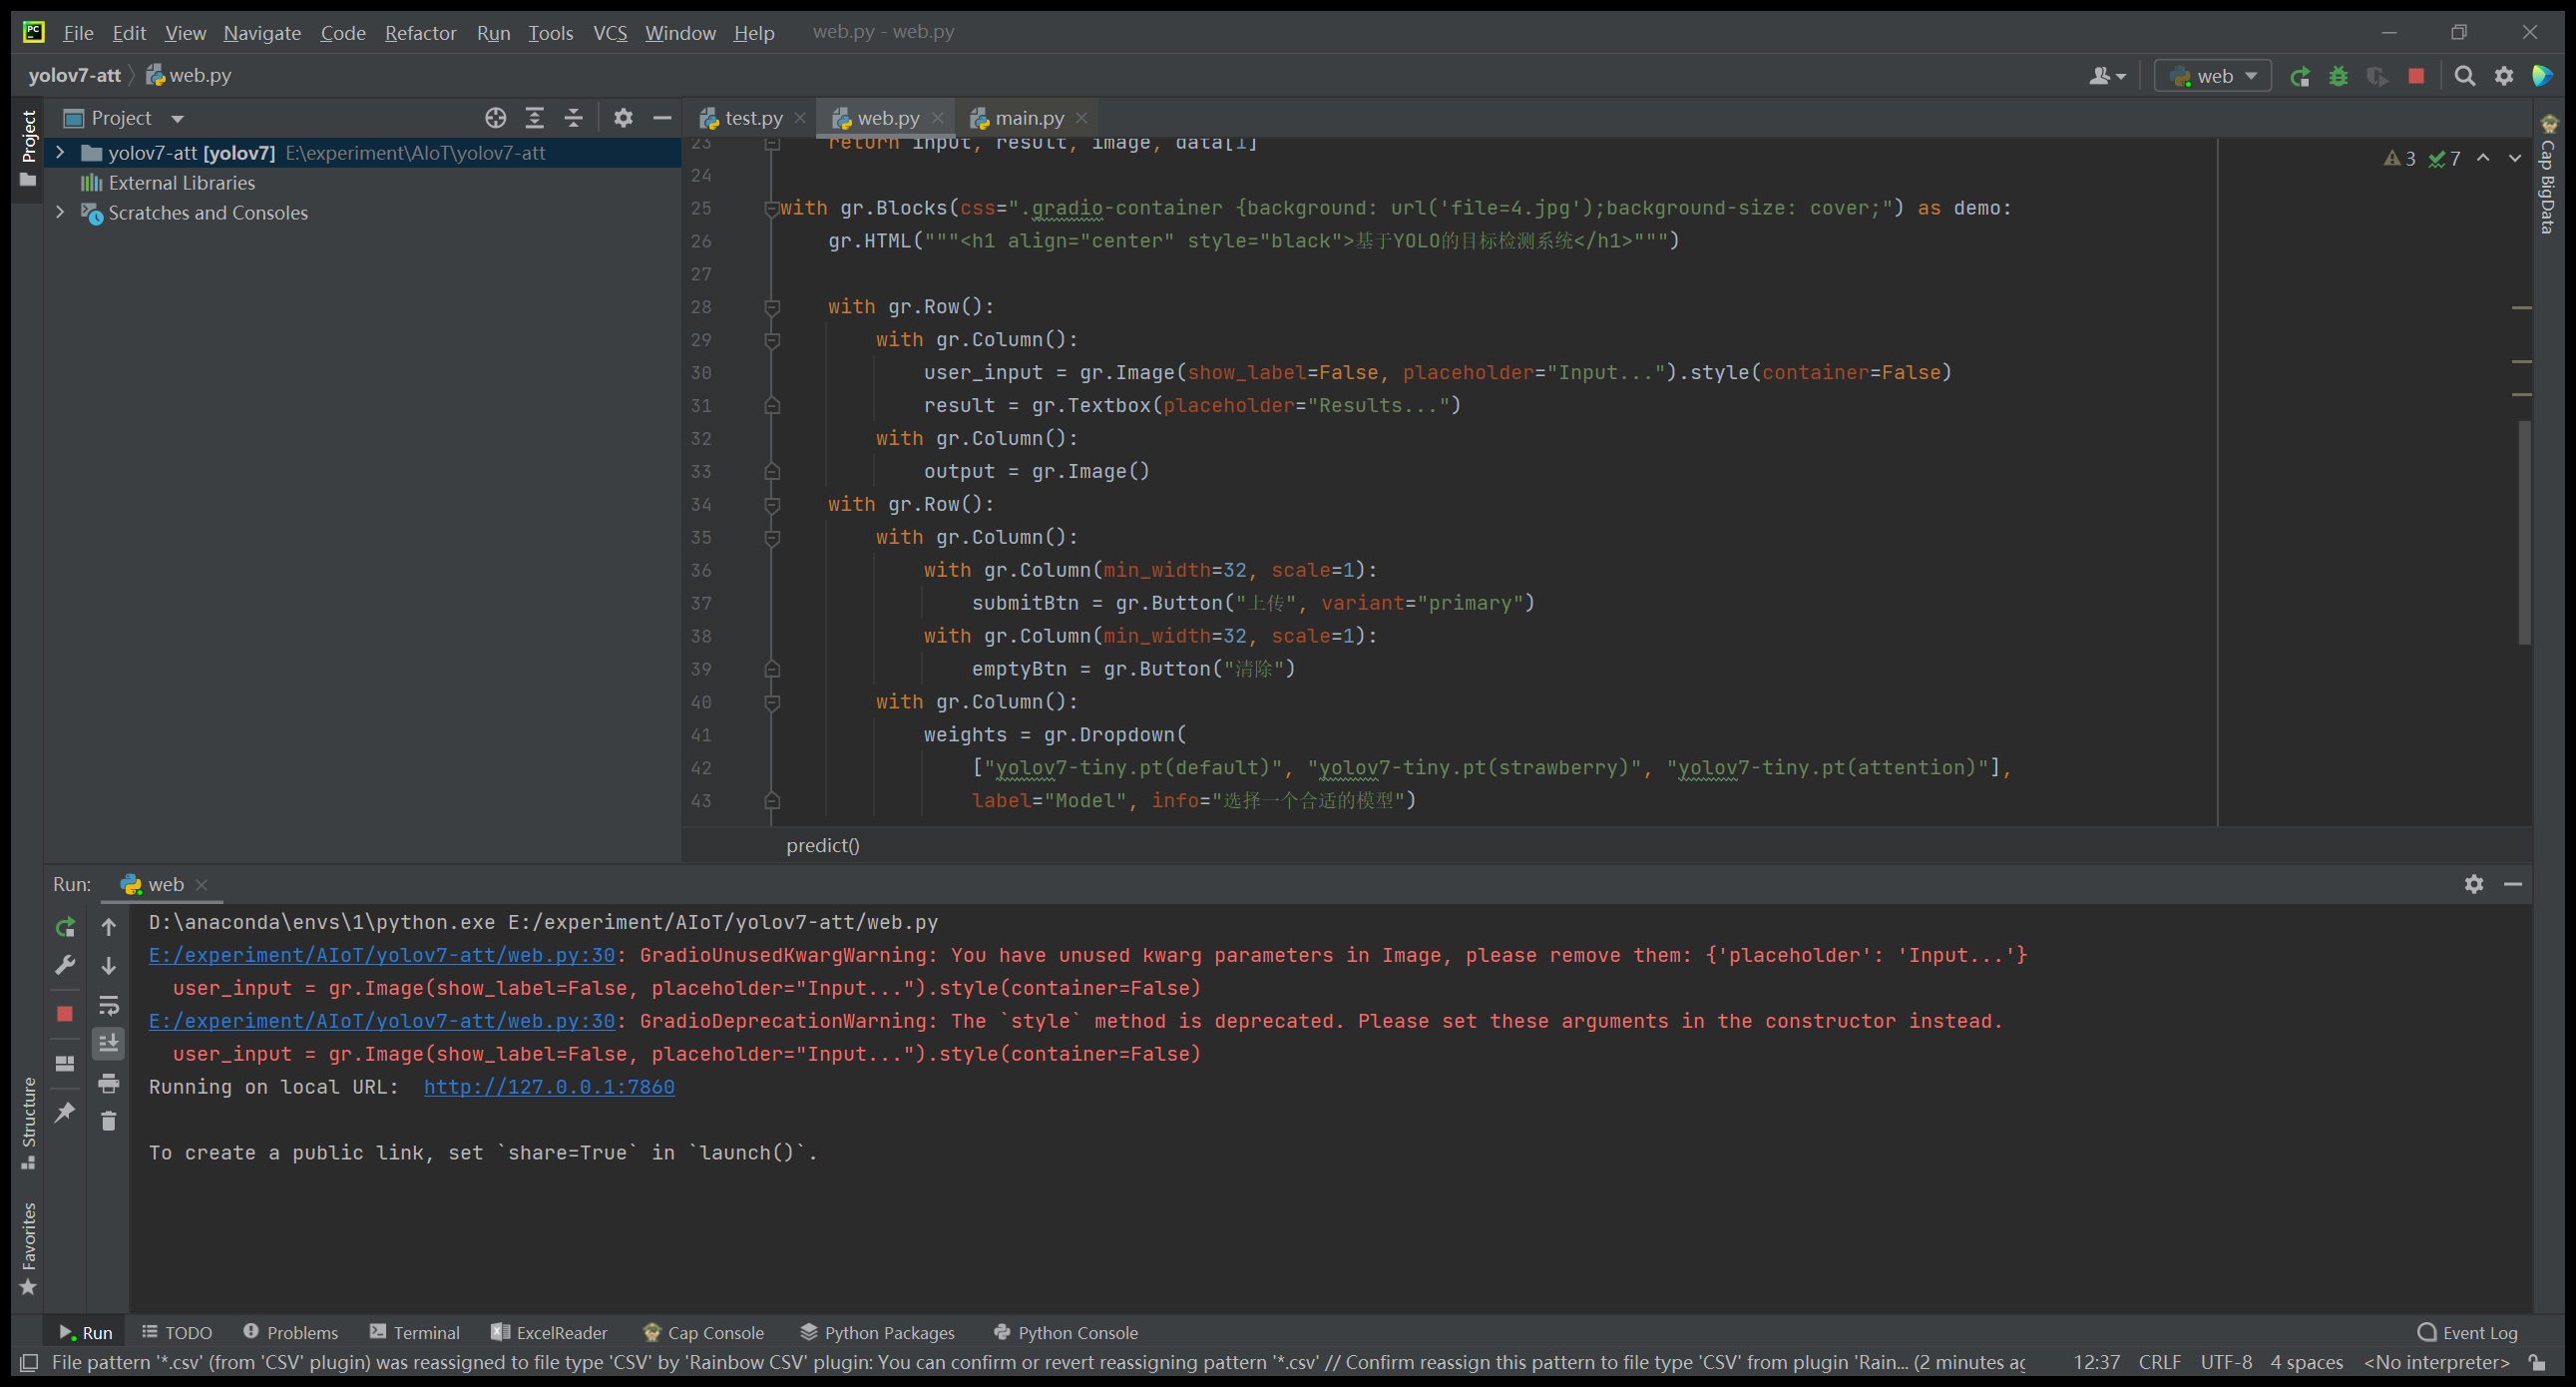 File Edit View Navigate Code Refactor Run Tools VCS Window Help web.py - web.py
yolov7-att web.py
web
Project
Project
test.py
web.py
main.py
yolov7-att [yolov7] E:\experiment\AIoT\yolov7-att
External Libraries
Scratches and Consoles
3 7
Cap BigData
23 return input, result, image, data[1]
24
25 with gr.Blocks(css=".gradio-container {background: url('file=4.jpg');background-size: cover;") as demo:
26 gr.HTML("""<h1 align="center" style="black">基于YOLO的目标检测系统</h1>""")
27
28 with gr.Row():
29 with gr.Column():
30 user_input = gr.Image(show_label=False, placeholder="Input...").style(container=False)
31 result = gr.Textbox(placeholder="Results...")
32 with gr.Column():
33 output = gr.Image()
34 with gr.Row():
35 with gr.Column():
36 with gr.Column(min_width=32, scale=1):
37 submitBtn = gr.Button("上传", variant="primary")
38 with gr.Column(min_width=32, scale=1):
39 emptyBtn = gr.Button("清除")
40 with gr.Column():
41 weights = gr.Dropdown(
42 ["yolov7-tiny.pt(default)", "yolov7-tiny.pt(strawberry)", "yolov7-tiny.pt(attention)"],
43 label="Model", info="选择一个合适的模型")
predict()
Run: web
D:\anaconda\envs\1\python.exe E:/experiment/AIoT/yolov7-att/web.py
E:/experiment/AIoT/yolov7-att/web.py:30: GradioUnusedKwargWarning: You have unused kwarg parameters in Image, please remove them: {'placeholder': 'Input...'}
user_input = gr.Image(show_label=False, placeholder="Input...").style(container=False)
E:/experiment/AIoT/yolov7-att/web.py:30: GradioDeprecationWarning: The `style` method is deprecated. Please set these arguments in the constructor instead.
user_input = gr.Image(show_label=False, placeholder="Input...").style(container=False)
Running on local URL: http://127.0.0.1:7860
To create a public link, set `share=True` in `launch()`.
Structure
Favorites
Run TODO Problems Terminal ExcelReader Cap Console Python Packages Python Console Event Log
File pattern '*.csv' (from 'CSV' plugin) was reassigned to file type 'CSV' by 'Rainbow CSV' plugin: You can confirm or revert reassigning pattern '*.csv' // Confirm reassign this pattern to file type 'CSV' from plugin 'Rain... (2 minutes ag 12:37 CRLF UTF-8 4 spaces <No interpreter>